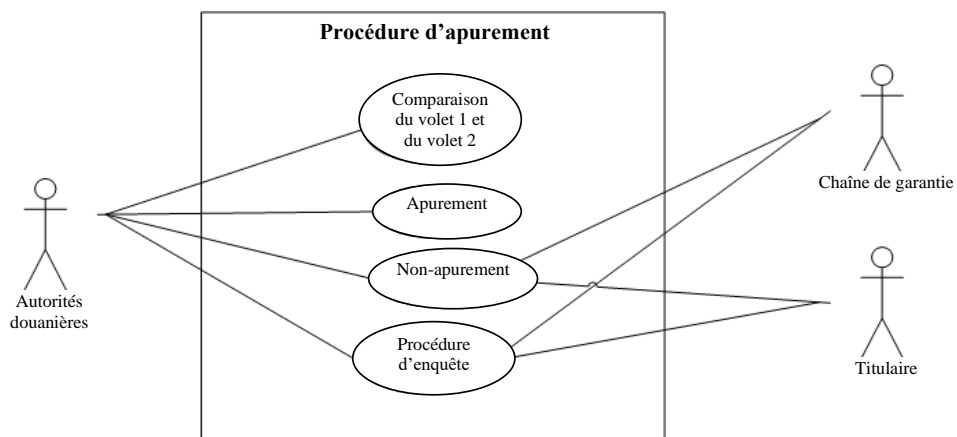 Procédure d’apurement
Comparaison
du volet 1 et
du volet 2
Apurement
Non-apurement
Procédure
d’enquête
Autorités
douanières
Chaîne de garantie
Titulaire